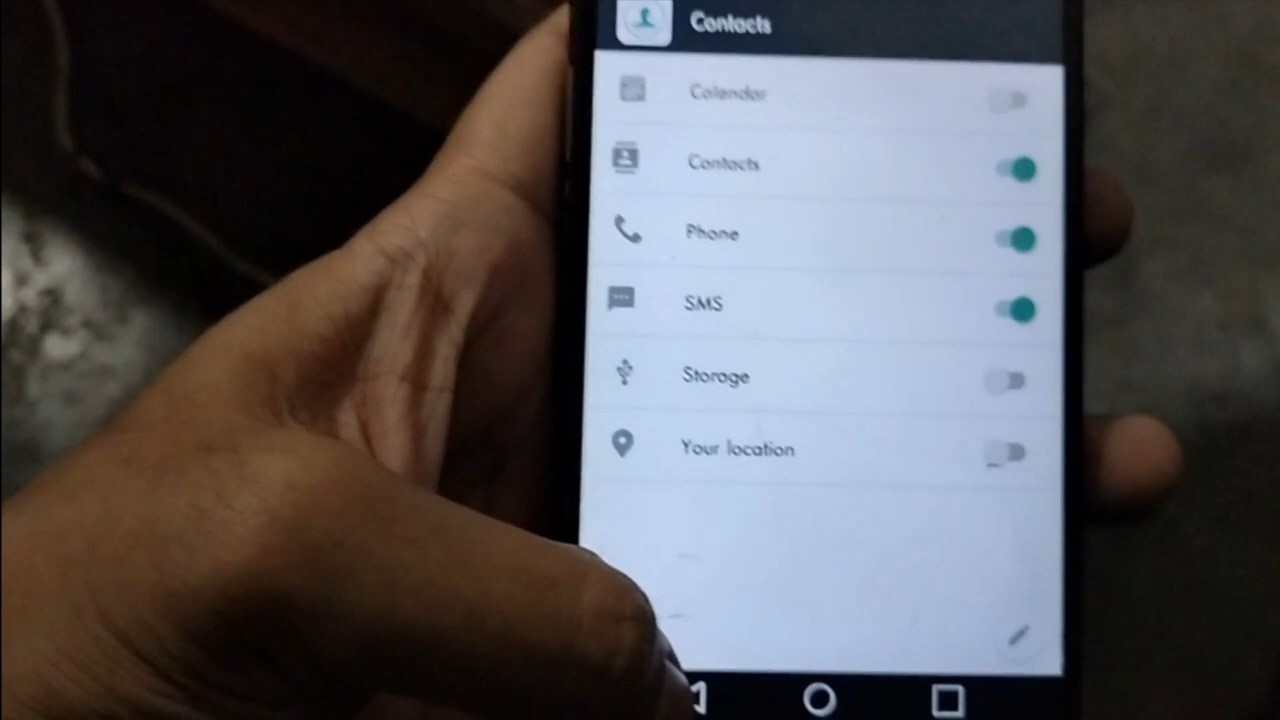 Contacts
Calendar
Contacts
Phone
SMS
Storage
Your location